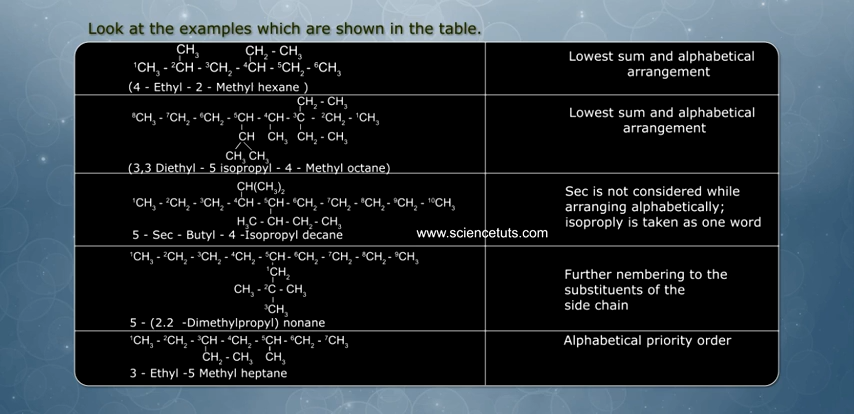 Look at the examples which are shown in the table.
CH₃ CH₂ - CH₃
¹CH₃ - ²CH - ³CH₂ - ⁴CH - ⁵CH₂ - ⁶CH₃
(4 - Ethyl - 2 - Methyl hexane )
Lowest sum and alphabetical
arrangement
CH₂ - CH₃
⁸CH₃ - ⁷CH₂ - ⁶CH₂ - ⁵CH - ⁴CH - ³C - ²CH₂ - ¹CH₃
CH CH₃ CH₂ - CH₃
CH₃ CH₃
(3,3 Diethyl - 5 isopropyl - 4 - Methyl octane)
Lowest sum and alphabetical
arrangement
CH(CH₃)₂
¹CH₃ - ²CH₂ - ³CH₂ - ⁴CH - ⁵CH - ⁶CH₂ - ⁷CH₂ - ⁸CH₂ - ⁹CH₂ - ¹⁰CH₃
H₃C - CH - CH₂ - CH₃
5 - Sec - Butyl - 4 -Isopropyl decane
Sec is not considered while
arranging alphabetically;
isoproply is taken as one word
www.sciencetuts.com
¹CH₃ - ²CH₂ - ³CH₂ - ⁴CH₂ - ⁵CH - ⁶CH₂ - ⁷CH₂ - ⁸CH₂ - ⁹CH₃
¹CH₂
CH₃ - ²C - CH₃
³CH₃
5 - (2.2 -Dimethylpropyl) nonane
Further nembering to the
substituents of the
side chain
¹CH₃ - ²CH₂ - ³CH - ⁴CH₂ - ⁵CH - ⁶CH₂ - ⁷CH₃
CH₂ - CH₃ CH₃
3 - Ethyl -5 Methyl heptane
Alphabetical priority order